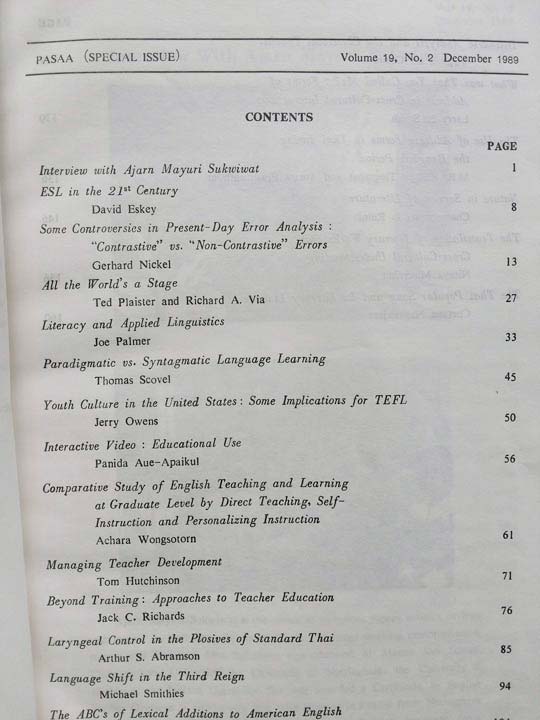 PASAA (SPECIAL ISSUE) Volume 19, No. 2 December 1989
CONTENTS
PAGE
Interview with Ajarn Mayuri Sukwiwat 1
ESL in the 21st Century
David Eskey 8
Some Controversies in Present-Day Error Analysis :
"Contrastive" vs. "Non-Contrastive" Errors
Gerhard Nickel 13
All the World's a Stage
Ted Plaister and Richard A. Via 27
Literacy and Applied Linguistics
Joe Palmer 33
Paradigmatic vs. Syntagmatic Language Learning
Thomas Scovel 45
Youth Culture in the United States : Some Implications for TEFL
Jerry Owens 50
Interactive Video : Educational Use
Panida Aue-Apaikul 56
Comparative Study of English Teaching and Learning
at Graduate Level by Direct Teaching, Self-
Instruction and Personalizing Instruction
Achara Wongsotorn 61
Managing Teacher Development
Tom Hutchinson 71
Beyond Training : Approaches to Teacher Education
Jack C. Richards 76
Laryngeal Control in the Plosives of Standard Thai
Arthur S. Abramson 85
Language Shift in the Third Reign
Michael Smithies 94
The ABC's of Lexical Additions to American English